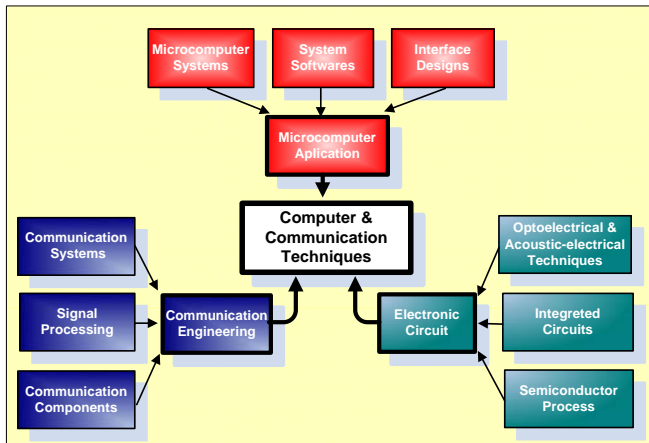 Microcomputer
Systems
System
Softwares
Interface
Designs
Microcomputer
Aplication
Computer &
Communication
Techniques
Communication
Systems
Signal
Processing
Communication
Components
Communication
Engineering
Electronic
Circuit
Optoelectrical &
Acoustic-electrical
Techniques
Integreted
Circuits
Semiconductor
Process